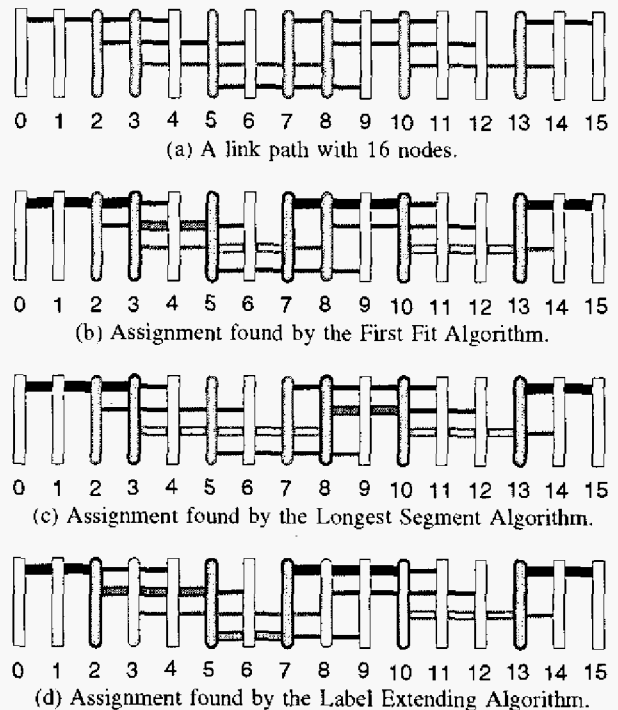 0 1 2 3 4 5 6 7 8 9 10 11 12 13 14 15
(a) A link path with 16 nodes.
0 1 2 3 4 5 6 7 8 9 10 11 12 13 14 15
(b) Assignment found by the First Fit Algorithm.
0 1 2 3 4 5 6 7 8 9 10 11 12 13 14 15
(c) Assignment found by the Longest Segment Algorithm.
0 1 2 3 4 5 6 7 8 9 10 11 12 13 14 15
(d) Assignment found by the Label Extending Algorithm.